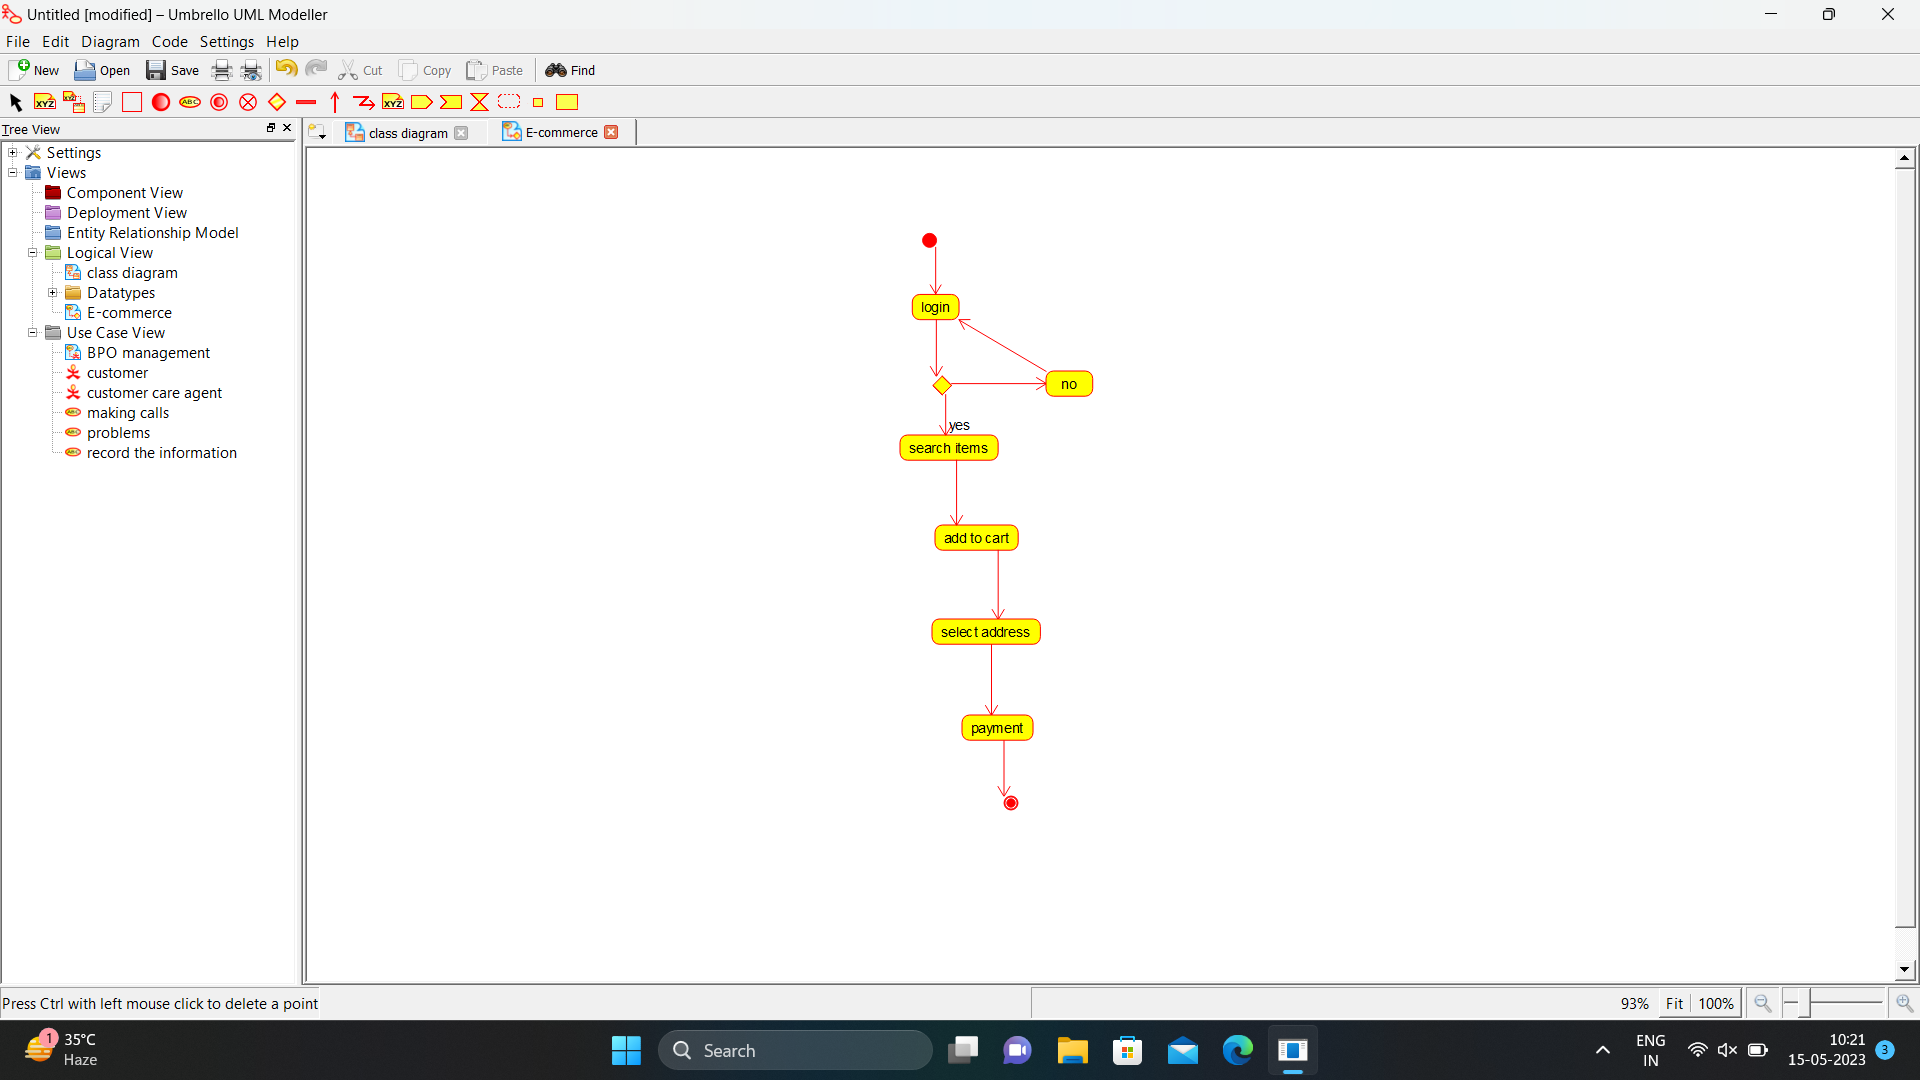 Untitled [modified] – Umbrello UML Modeller
File Edit Diagram Code Settings Help
New Open Save Cut Copy Paste Find
XYZ XYZ ABC XYZ
Tree View
class diagram E-commerce
Settings
Views
Component View
Deployment View
Entity Relationship Model
Logical View
class diagram
Datatypes
E-commerce
Use Case View
BPO management
customer
customer care agent
making calls
problems
record the information
login
no
yes
search items
add to cart
select address
payment
Press Ctrl with left mouse click to delete a point
93% Fit 100%
1 35°C
Haze
Search
ENG
IN
10:21
15-05-2023
3